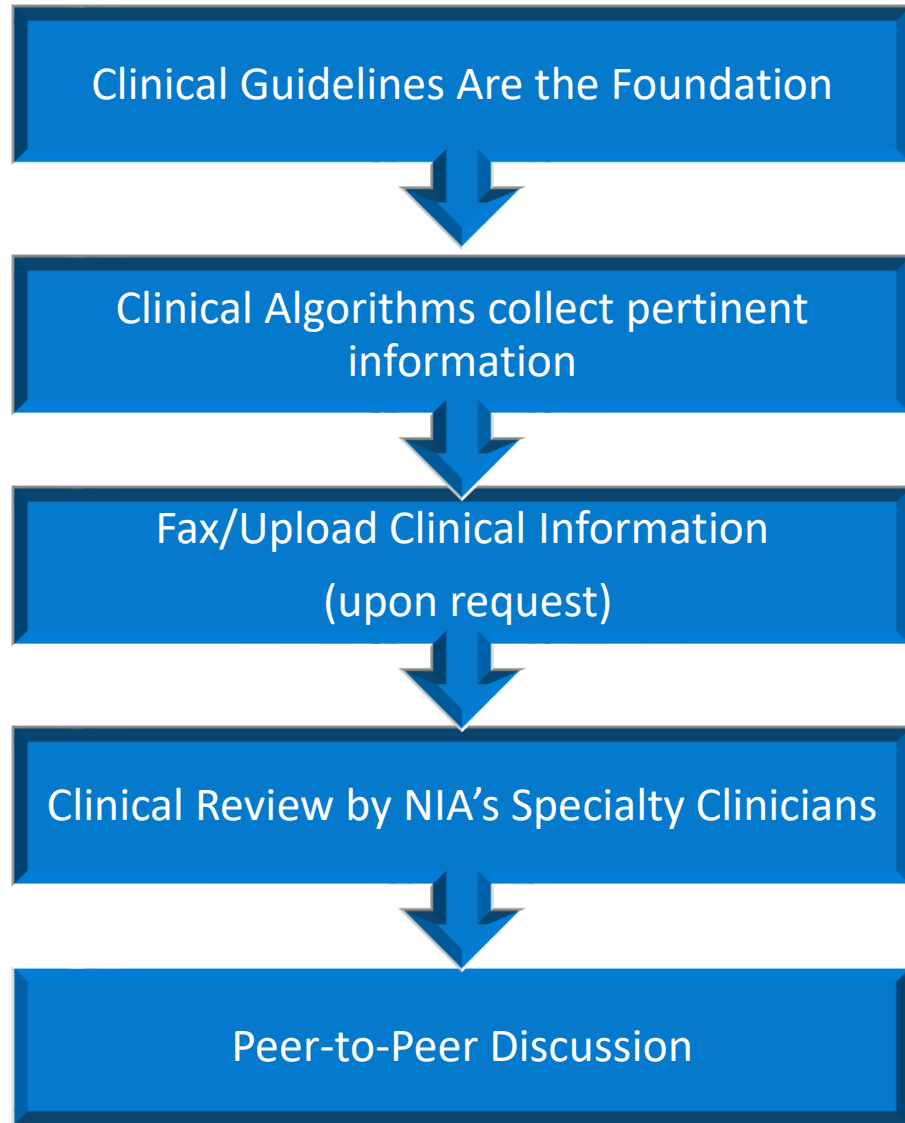 Clinical Guidelines Are the Foundation
Clinical Algorithms collect pertinent
information
Fax/Upload Clinical Information
(upon request)
Clinical Review by NIA’s Specialty Clinicians
Peer-to-Peer Discussion